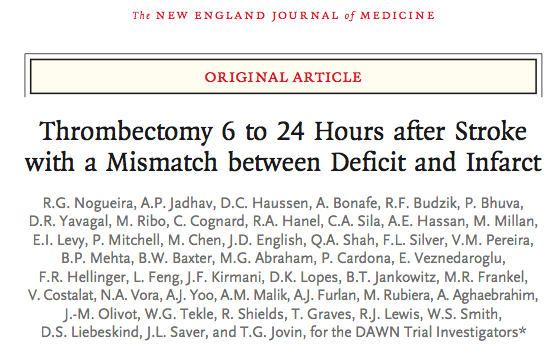 The NEW ENGLAND JOURNAL of MEDICINE
ORIGINAL ARTICLE
Thrombectomy 6 to 24 Hours after Stroke
with a Mismatch between Deficit and Infarct
R.G. Nogueira, A.P. Jadhav, D.C. Haussen, A. Bonafe, R.F. Budzik, P. Bhuva,
D.R. Yavagal, M. Ribo, C. Cognard, R.A. Hanel, C.A. Sila, A.E. Hassan, M. Millan,
E.I. Levy, P. Mitchell, M. Chen, J.D. English, Q.A. Shah, F.L. Silver, V.M. Pereira,
B.P. Mehta, B.W. Baxter, M.G. Abraham, P. Cardona, E. Veznedaroglu,
F.R. Hellinger, L. Feng, J.F. Kirmani, D.K. Lopes, B.T. Jankowitz, M.R. Frankel,
V. Costalat, N.A. Vora, A.J. Yoo, A.M. Malik, A.J. Furlan, M. Rubiera, A. Aghaebrahim,
J.-M. Olivot, W.G. Tekle, R. Shields, T. Graves, R.J. Lewis, W.S. Smith,
D.S. Liebeskind, J.L. Saver, and T.G. Jovin, for the DAWN Trial Investigators*